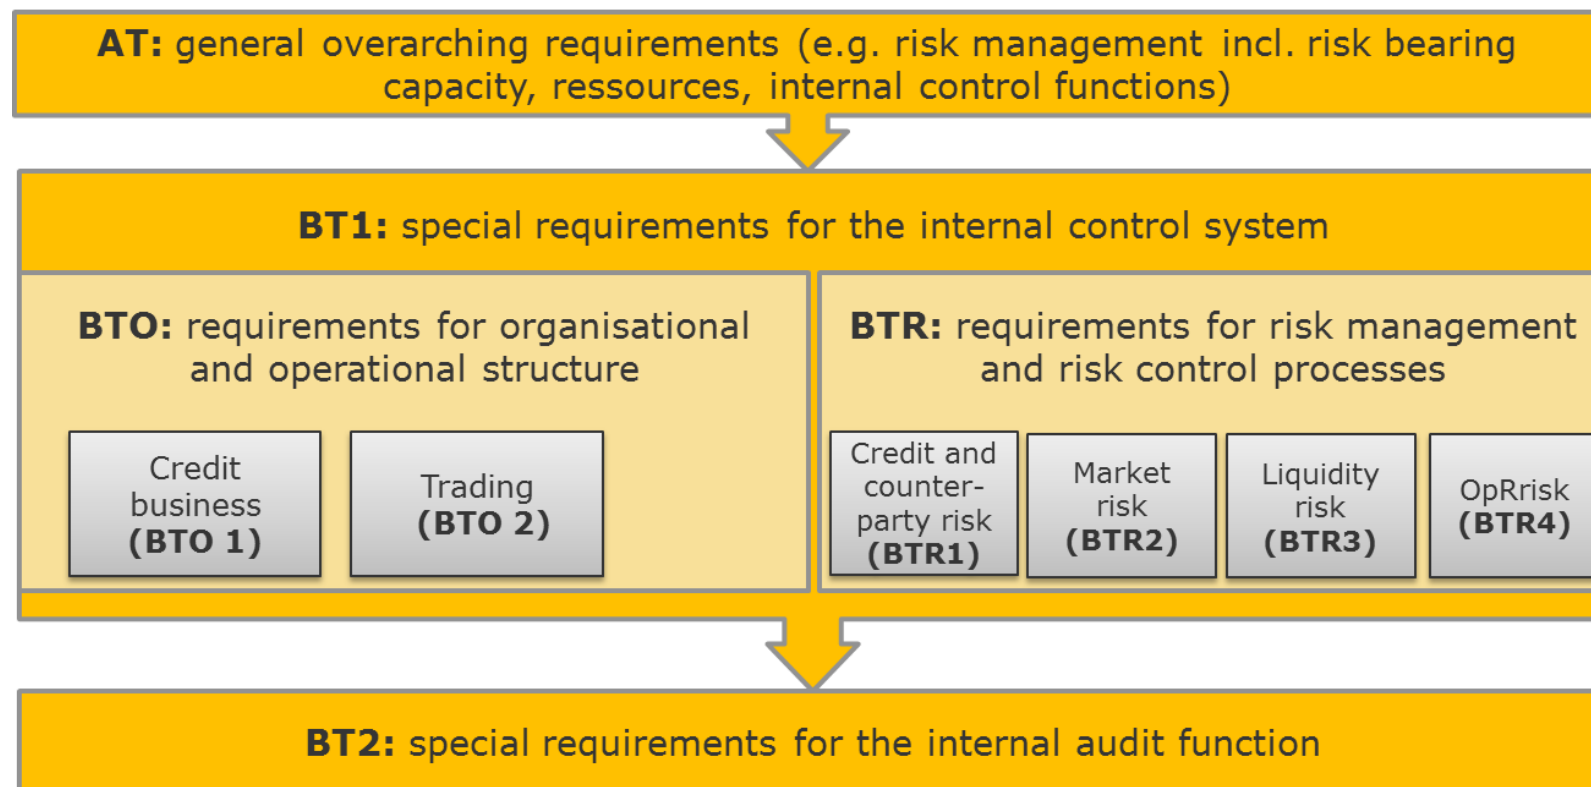 AT: general overarching requirements (e.g. risk management incl. risk bearing
capacity, ressources, internal control functions)
BT1: special requirements for the internal control system
BTO: requirements for organisational
and operational structure
Credit
business
(BTO 1)
Trading
(BTO 2)
BTR: requirements for risk management
and risk control processes
Credit and
counter-
party risk
(BTR1)
Market
risk
(BTR2)
Liquidity
risk
(BTR3)
OpRrisk
(BTR4)
BT2: special requirements for the internal audit function